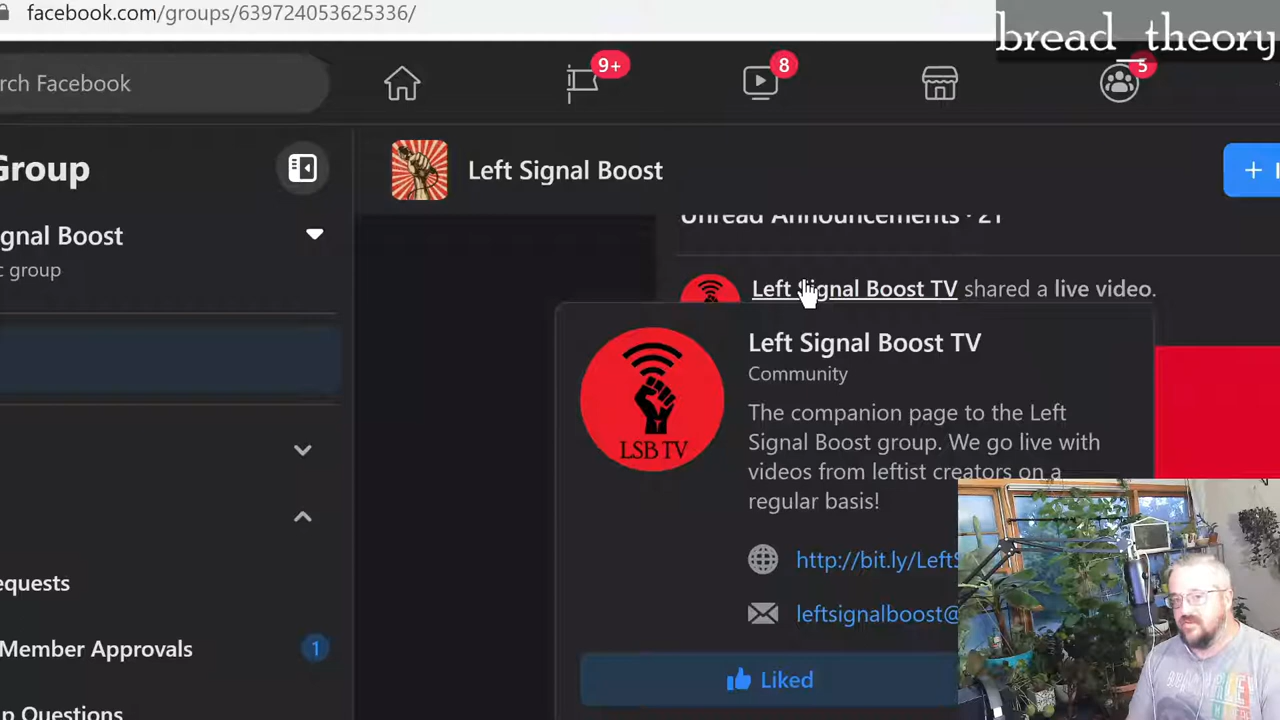 facebook.com/groups/639724053625336/
bread_theory
rch Facebook
9+
8
5
Group
Left Signal Boost
gnal Boost
c group
Unread Announcements · 21
Left Signal Boost TV shared a live video.
Left Signal Boost TV
Community
The companion page to the Left
Signal Boost group. We go live with
videos from leftist creators on a
regular basis!
LSB TV
http://bit.ly/LeftS
leftsignalboost@
equests
Member Approvals
1
Liked
p Questions